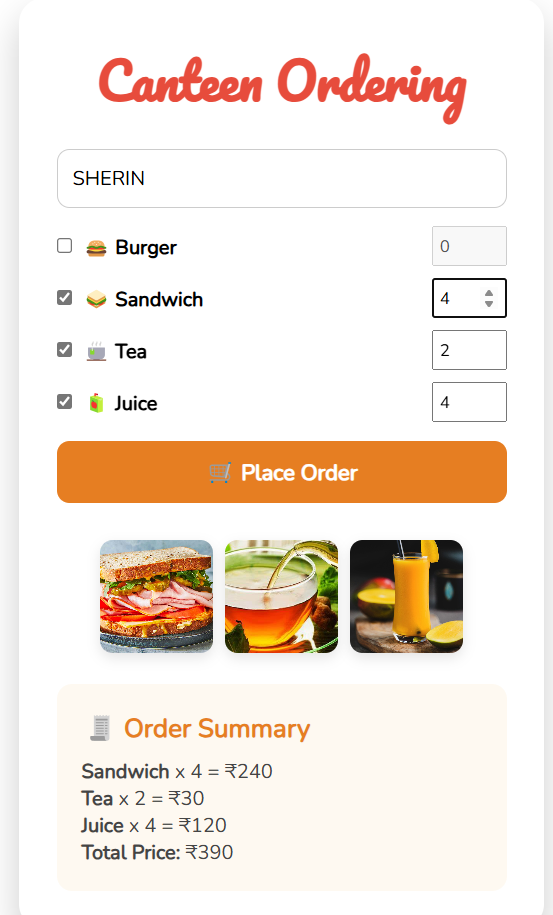 Canteen Ordering
SHERIN
Burger 0
Sandwich 4
Tea 2
Juice 4
Place Order
Order Summary
Sandwich x 4 = ₹240
Tea x 2 = ₹30
Juice x 4 = ₹120
Total Price: ₹390